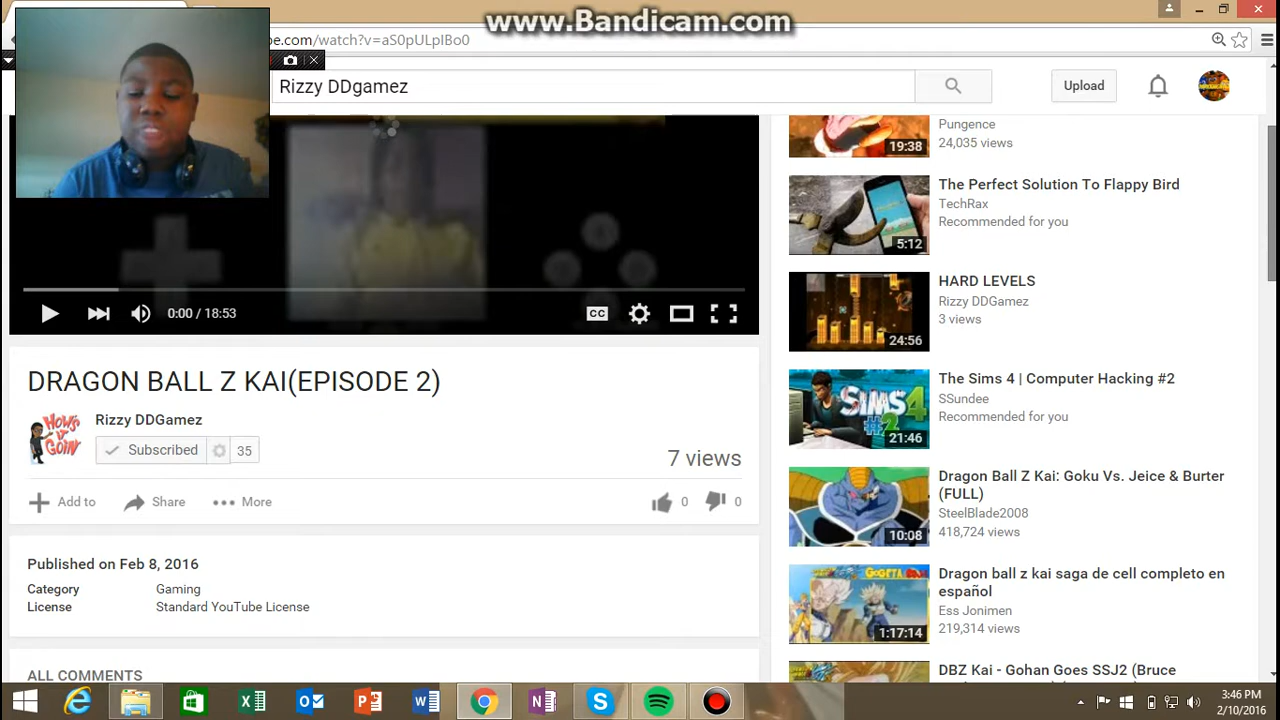 www.Bandicam.com
be.com/watch?v=aS0pULpIBo0
Rizzy DDgamez
Upload
Pungence
24,035 views
19:38
The Perfect Solution To Flappy Bird
TechRax
Recommended for you
5:12
HARD LEVELS
Rizzy DDGamez
3 views
24:56
0:00 / 18:53
CC
DRAGON BALL Z KAI(EPISODE 2)
Rizzy DDGamez
Subscribed
35
7 views
Add to
Share
More
0
0
HOWS IT GOIN
The Sims 4 | Computer Hacking #2
SSundee
Recommended for you
SIMS4
#2
21:46
Dragon Ball Z Kai: Goku Vs. Jeice & Burter
(FULL)
SteelBlade2008
418,724 views
10:08
Published on Feb 8, 2016
Category Gaming
License Standard YouTube License
Dragon ball z kai saga de cell completo en
español
Ess Jonimen
219,314 views
1:17:14
ALL COMMENTS
DBZ Kai - Gohan Goes SSJ2 (Bruce
3:46 PM
2/10/2016